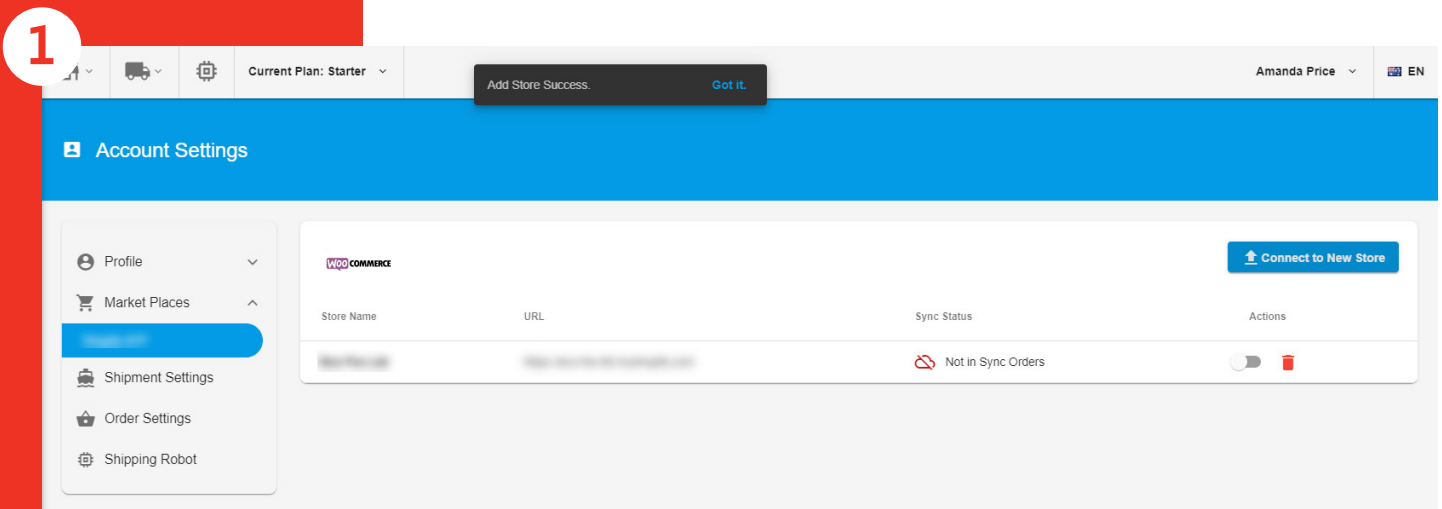 1
Current Plan: Starter
Add Store Success. Got it.
Amanda Price
EN
Account Settings
Profile
Market Places
Shipment Settings
Order Settings
Shipping Robot
WOO COMMERCE
Connect to New Store
Store Name URL Sync Status Actions
Not in Sync Orders